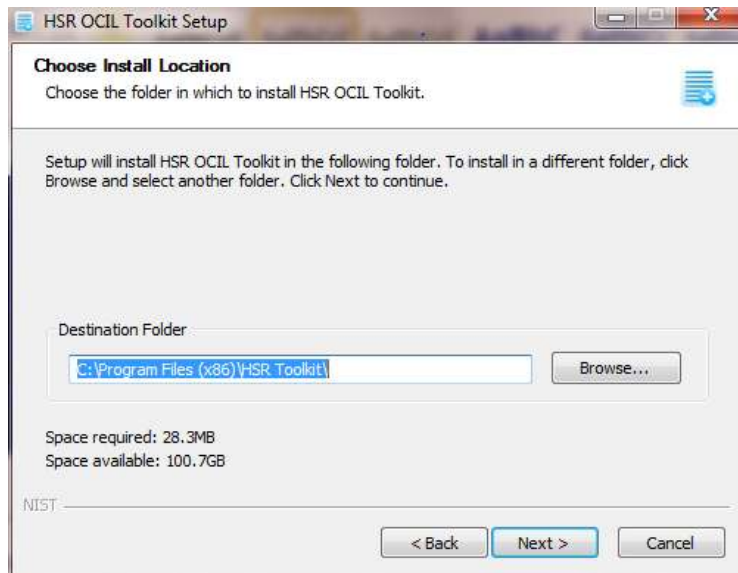 HSR OCIL Toolkit Setup
Choose Install Location
Choose the folder in which to install HSR OCIL Toolkit.
Setup will install HSR OCIL Toolkit in the following folder. To install in a different folder, click
Browse and select another folder. Click Next to continue.
Destination Folder
C:\Program Files (x86)\HSR Toolkit\
Browse...
Space required: 28.3MB
Space available: 100.7GB
NIST
< Back
Next >
Cancel